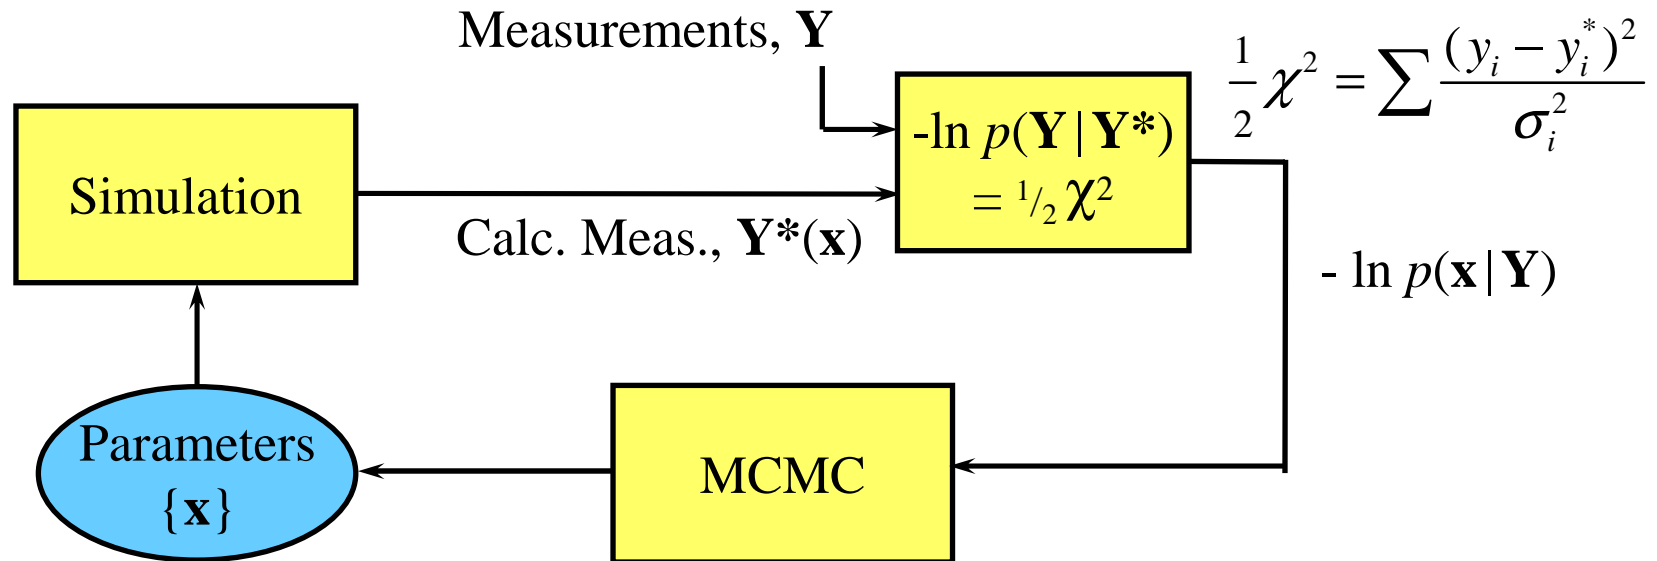 Measurements, Y
½ χ² = ∑ (yᵢ − yᵢ*)² / σᵢ²
Simulation
-ln p(Y|Y*)
= 1/2 χ²
Calc. Meas., Y*(x)
- ln p(x|Y)
Parameters
{x}
MCMC